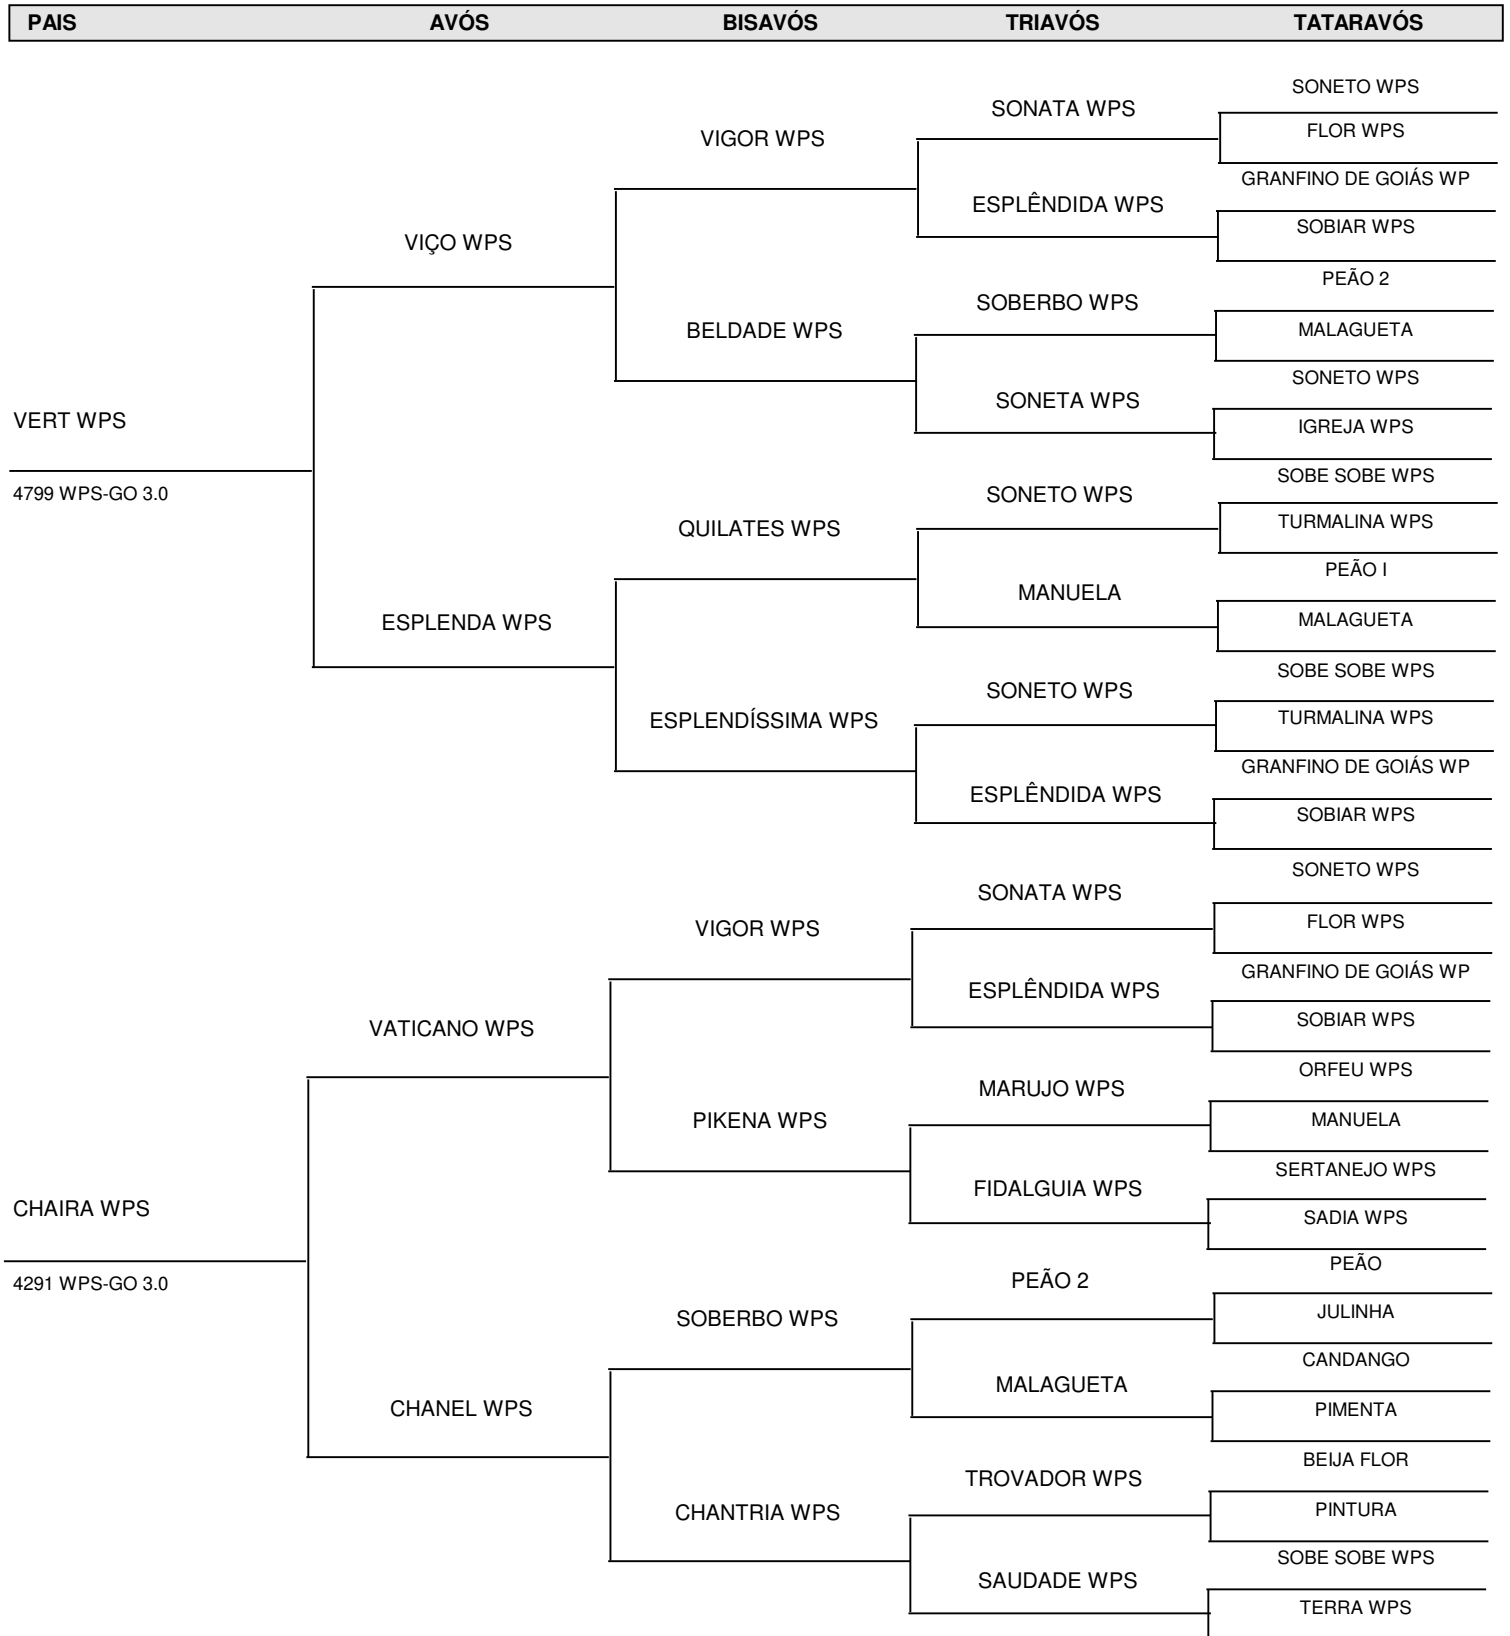 PAIS AVÓS BISAVÓS TRIAVÓS TATARAVÓS
SONETO WPS
SONATA WPS
FLOR WPS
VIGOR WPS
GRANFINO DE GOIÁS WP
ESPLÊNDIDA WPS
SOBIAR WPS
VIÇO WPS
PEÃO 2
SOBERBO WPS
MALAGUETA
BELDADE WPS
SONETO WPS
SONETA WPS
IGREJA WPS
VERT WPS
4799 WPS-GO 3.0
SOBE SOBE WPS
SONETO WPS
TURMALINA WPS
QUILATES WPS
PEÃO I
MANUELA
MALAGUETA
ESPLENDA WPS
SOBE SOBE WPS
SONETO WPS
TURMALINA WPS
ESPLENDÍSSIMA WPS
GRANFINO DE GOIÁS WP
ESPLÊNDIDA WPS
SOBIAR WPS
SONETO WPS
SONATA WPS
FLOR WPS
VIGOR WPS
GRANFINO DE GOIÁS WP
ESPLÊNDIDA WPS
SOBIAR WPS
VATICANO WPS
ORFEU WPS
MARUJO WPS
MANUELA
PIKENA WPS
SERTANEJO WPS
FIDALGUIA WPS
SADIA WPS
CHAIRA WPS
4291 WPS-GO 3.0
PEÃO
PEÃO 2
JULINHA
SOBERBO WPS
CANDANGO
MALAGUETA
PIMENTA
CHANEL WPS
BEIJA FLOR
TROVADOR WPS
PINTURA
CHANTRIA WPS
SOBE SOBE WPS
SAUDADE WPS
TERRA WPS